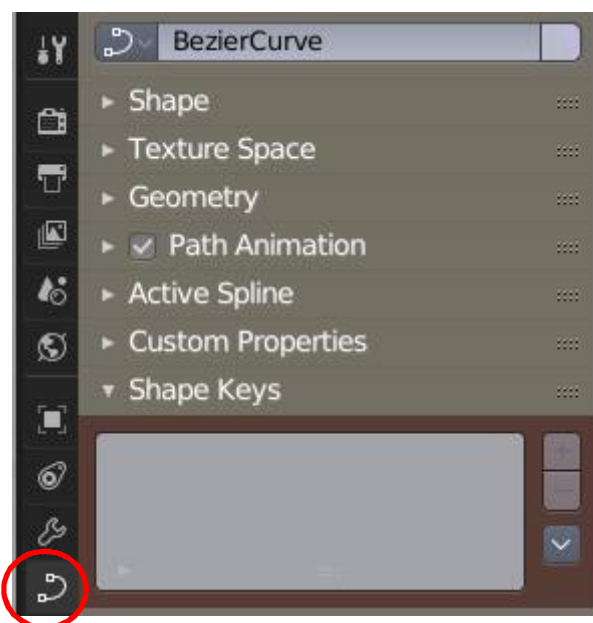 BezierCurve
Shape
Texture Space
Geometry
Path Animation
Active Spline
Custom Properties
Shape Keys